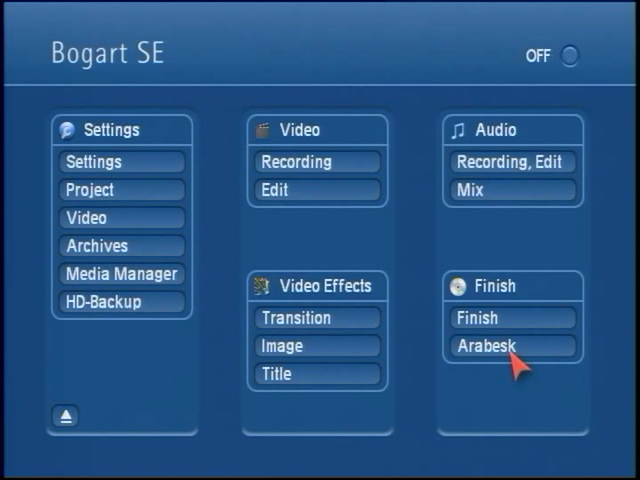 Bogart SE
OFF
Settings
Settings
Project
Video
Archives
Media Manager
HD-Backup
Video
Recording
Edit
Audio
Recording, Edit
Mix
Video Effects
Transition
Image
Title
Finish
Finish
Arabesk